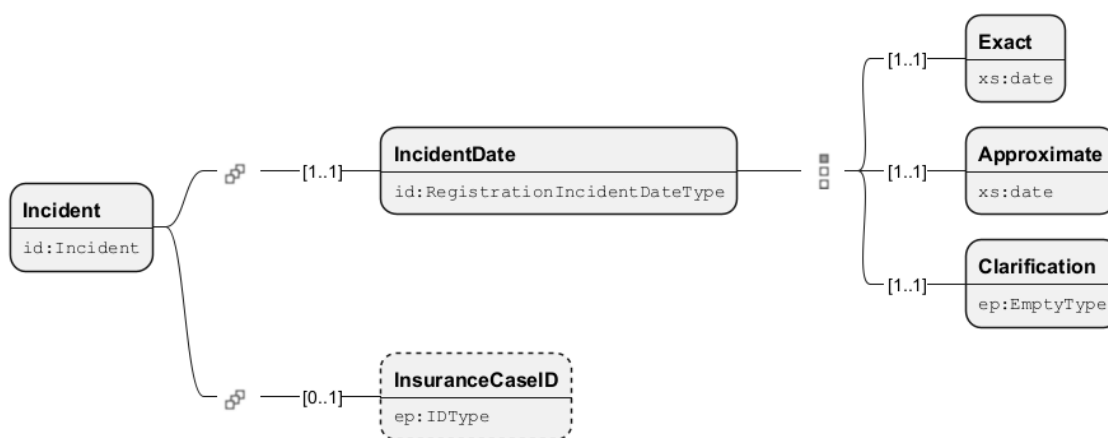 Exact
[1..1]
xs:date
IncidentDate
[1..1]
id:RegistrationIncidentDateType
Approximate
[1..1]
xs:date
Incident
id:Incident
Clarification
[1..1]
ep:EmptyType
InsuranceCaseID
[0..1]
ep:IDType